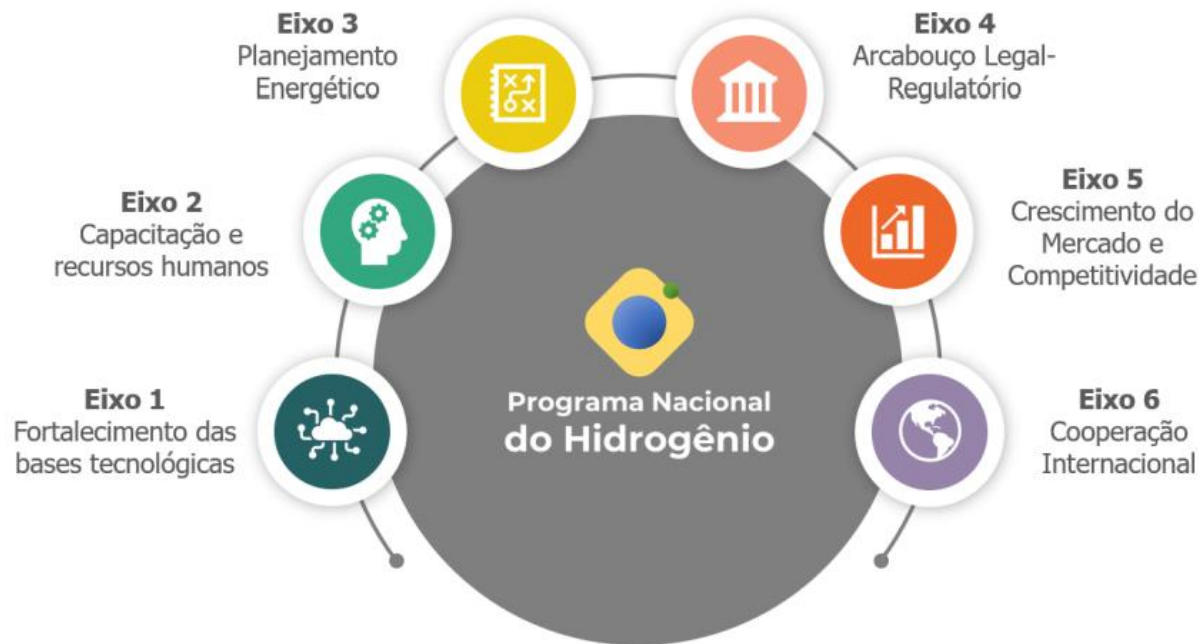 Eixo 1
Fortalecimento das
bases tecnológicas
Eixo 2
Capacitação e
recursos humanos
Eixo 3
Planejamento
Energético
Eixo 4
Arcabouço Legal-
Regulatório
Eixo 5
Crescimento do
Mercado e
Competitividade
Eixo 6
Cooperação
Internacional
Programa Nacional
do Hidrogênio